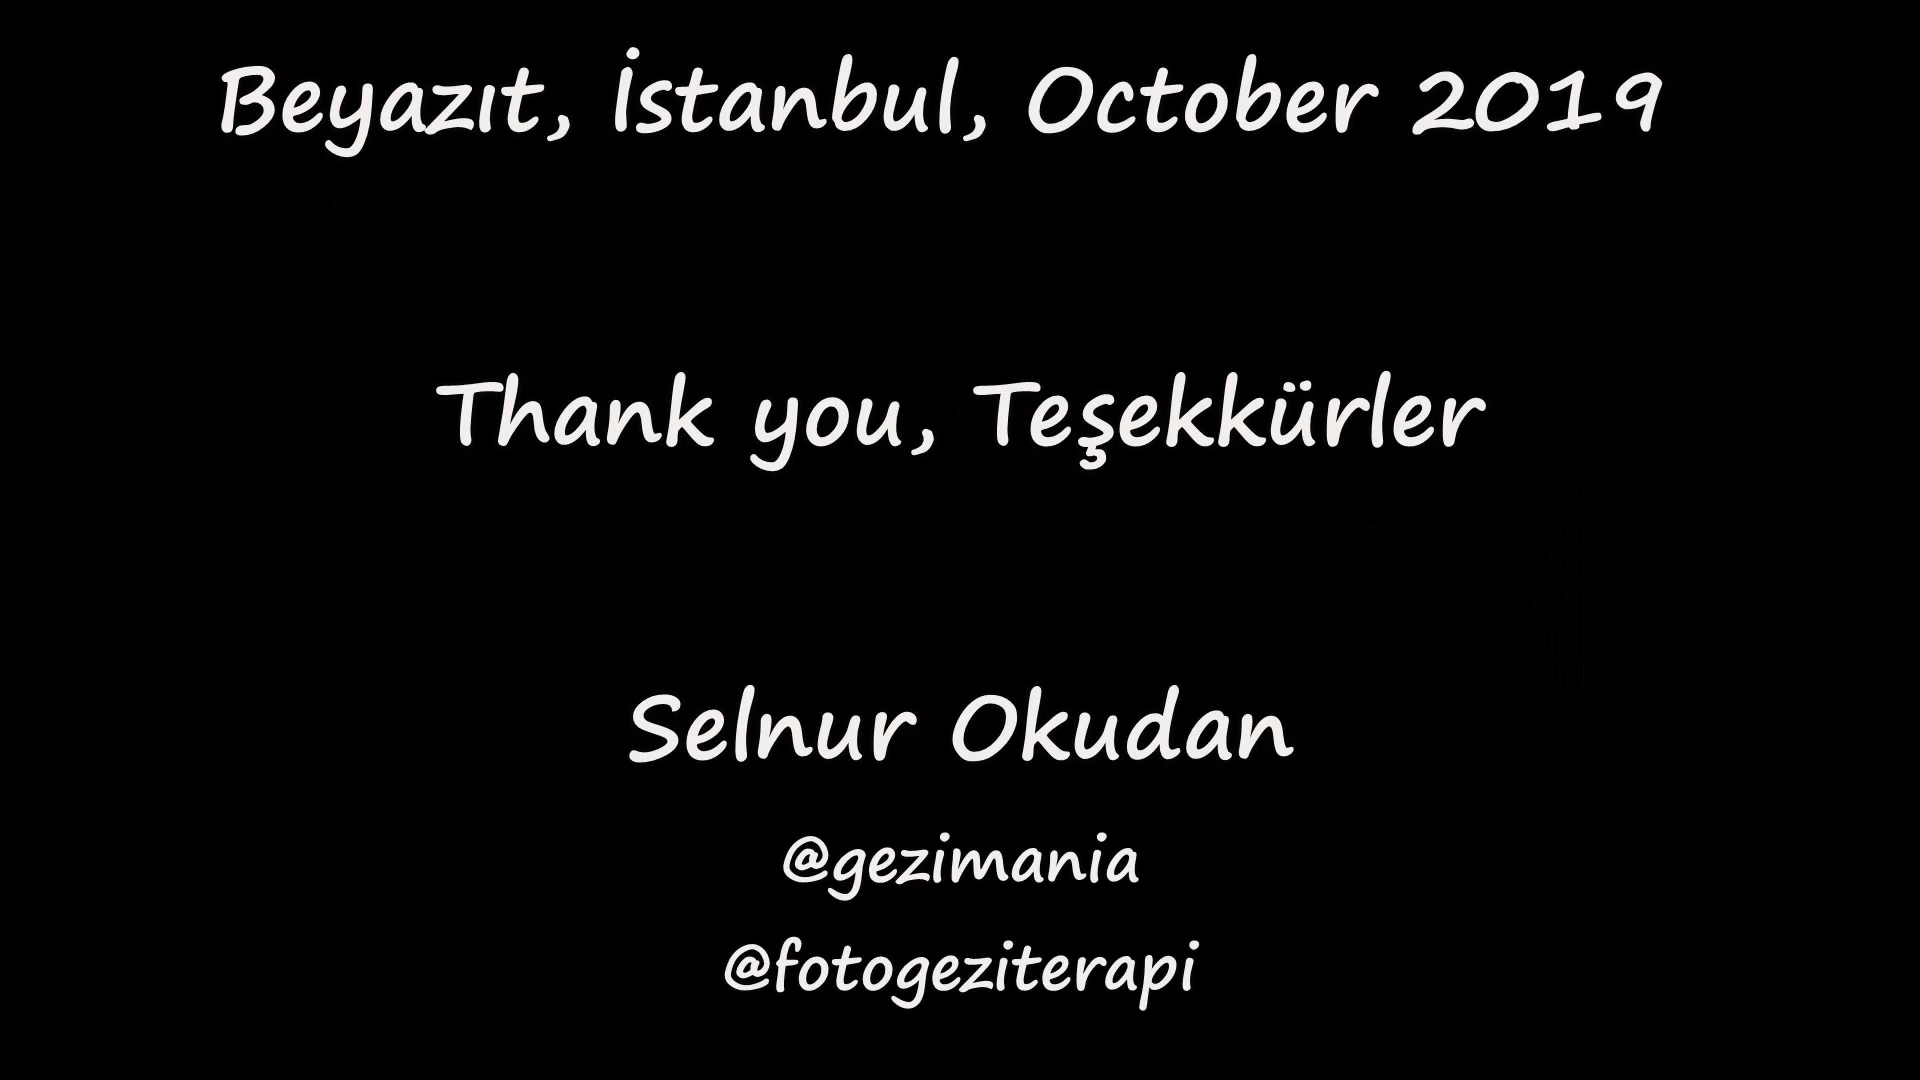 Beyazıt, İstanbul, October 2019
Thank you, Teşekkürler
Selnur Okudan
@gezimania
@fotogeziterapi